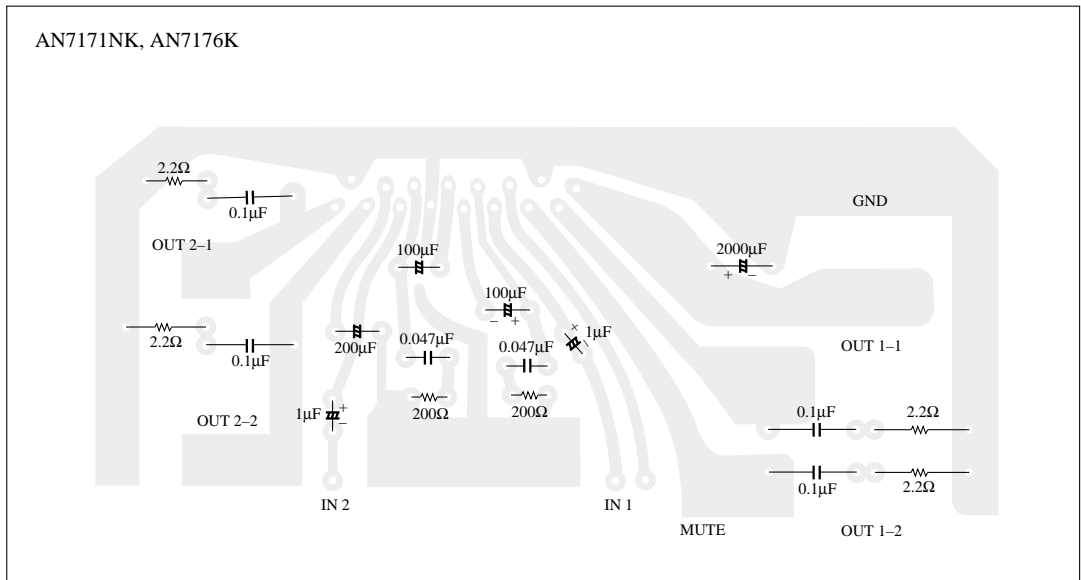 AN7171NK, AN7176K
2.2Ω
0.1µF
OUT 2–1
GND
100µF
2000µF
+ –
100µF
– +
2.2Ω
0.1µF
200µF
0.047µF
0.047µF
+
1µF
–
OUT 1–1
1µF
+
–
OUT 2–2
200Ω
200Ω
0.1µF
2.2Ω
0.1µF
2.2Ω
IN 2
IN 1
MUTE
OUT 1–2